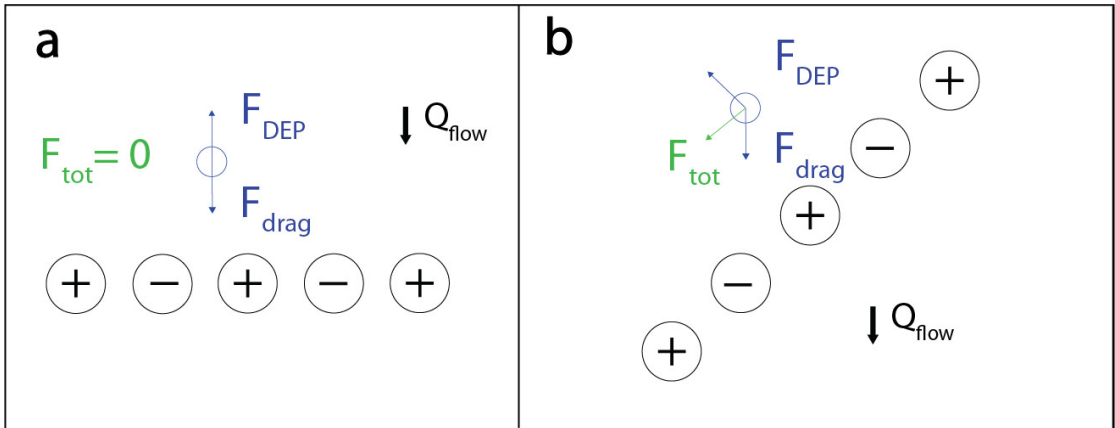 a
F_DEP
Q_flow
F_tot = 0
F_drag
+ − + − +
b
F_DEP
+
F_tot
F_drag
−
+
−
Q_flow
+